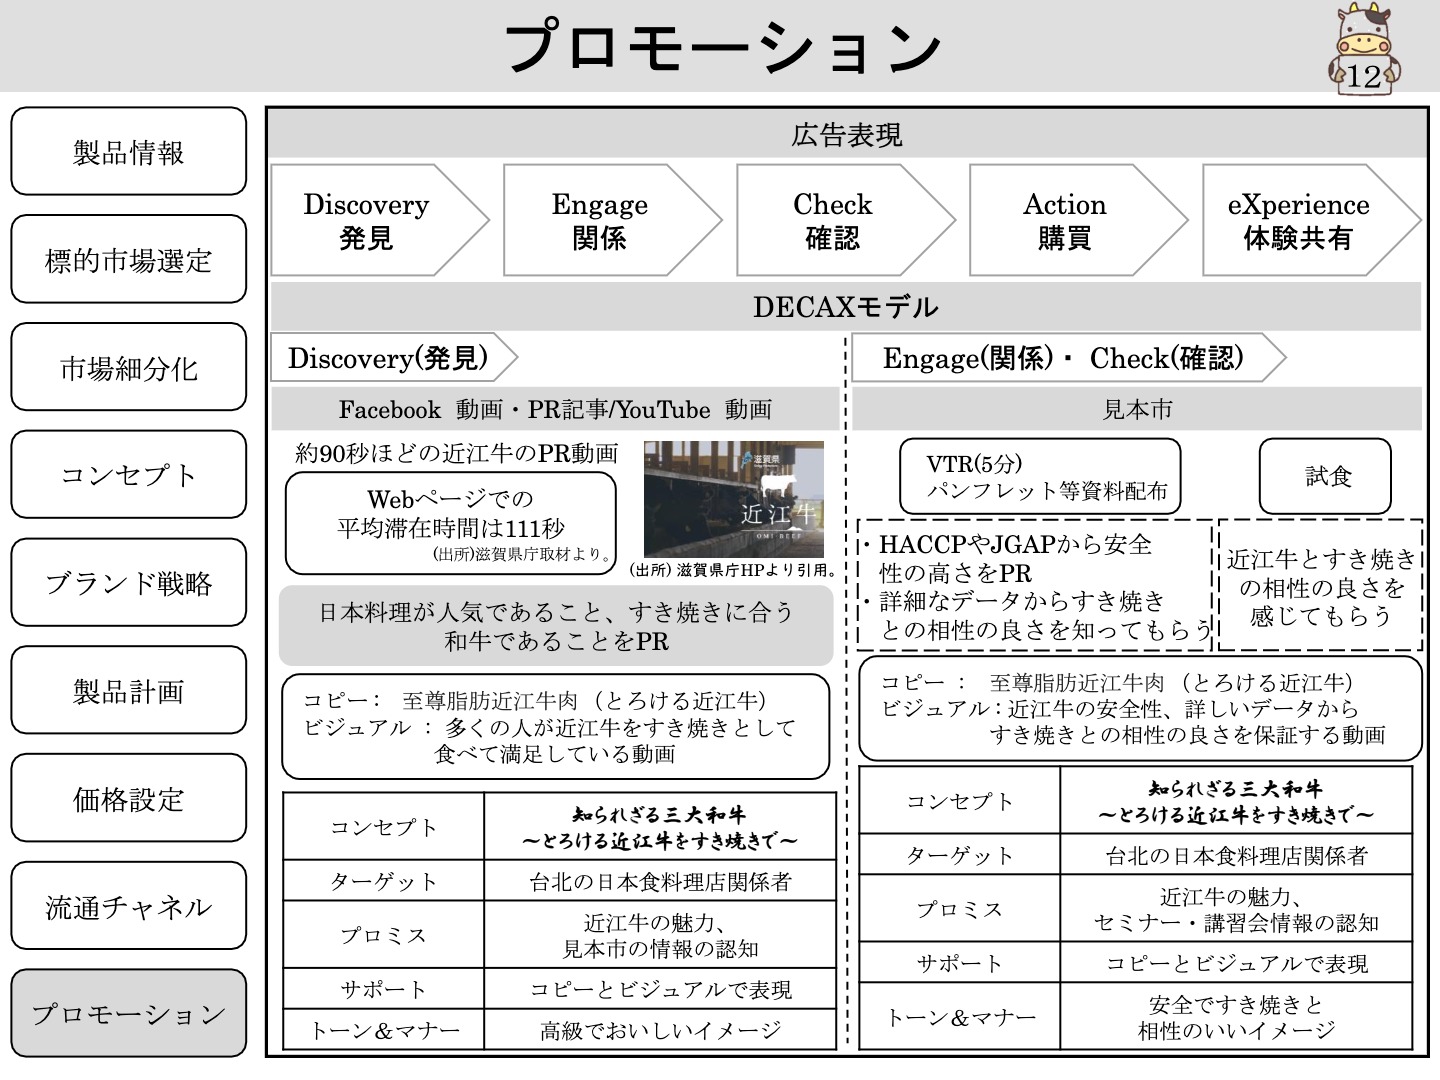 プロモーション
12
製品情報
標的市場選定
市場細分化
コンセプト
ブランド戦略
製品計画
価格設定
流通チャネル
プロモーション
広告表現
Discovery
発見
Engage
関係
Check
確認
Action
購買
eXperience
体験共有
DECAXモデル
Discovery(発見)
Facebook 動画・PR記事/YouTube 動画
約90秒ほどの近江牛のPR動画
Webページでの
平均滞在時間は111秒
(出所)滋賀県庁取材より。
滋賀県
近江牛
OMI BEEF
(出所) 滋賀県庁HPより引用。
日本料理が人気であること、すき焼きに合う
和牛であることをPR
コピー： 至尊脂肪近江牛肉（とろける近江牛）
ビジュアル ： 多くの人が近江牛をすき焼きとして
食べて満足している動画
コンセプト
知られざる三大和牛
～とろける近江牛をすき焼きで～
ターゲット
台北の日本食料理店関係者
プロミス
近江牛の魅力、
見本市の情報の認知
サポート
コピーとビジュアルで表現
トーン&マナー
高級でおいしいイメージ
Engage(関係)・ Check(確認)
見本市
VTR(5分)
パンフレット等資料配布
試食
・HACCPやJGAPから安全
性の高さをPR
・詳細なデータからすき焼き
との相性の良さを知ってもらう
近江牛とすき焼き
の相性の良さを
感じてもらう
コピー ： 至尊脂肪近江牛肉（とろける近江牛）
ビジュアル：近江牛の安全性、詳しいデータから
すき焼きとの相性の良さを保証する動画
コンセプト
知られざる三大和牛
～とろける近江牛をすき焼きで～
ターゲット
台北の日本食料理店関係者
プロミス
近江牛の魅力、
セミナー・講習会情報の認知
サポート
コピーとビジュアルで表現
トーン&マナー
安全ですき焼きと
相性のいいイメージ